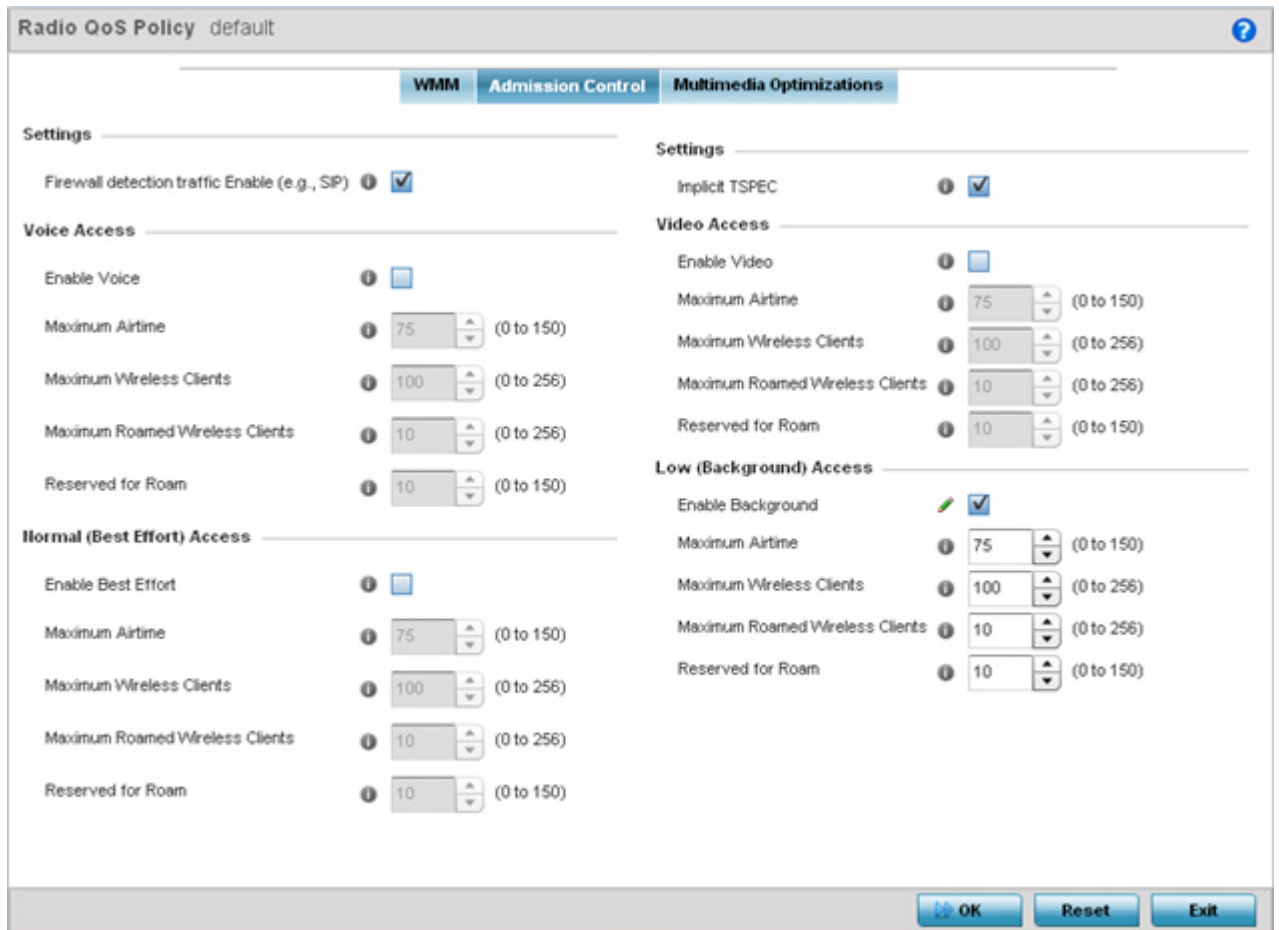 Radio QoS Policy default
?
WMM Admission Control Multimedia Optimizations
Settings
Firewall detection traffic Enable (e.g., SIP)
Voice Access
Enable Voice
Maximum Airtime 75 (0 to 150)
Maximum Wireless Clients 100 (0 to 256)
Maximum Roamed Wireless Clients 10 (0 to 256)
Reserved for Roam 10 (0 to 150)
Normal (Best Effort) Access
Enable Best Effort
Maximum Airtime 75 (0 to 150)
Maximum Wireless Clients 100 (0 to 256)
Maximum Roamed Wireless Clients 10 (0 to 256)
Reserved for Roam 10 (0 to 150)
Settings
Implicit TSPEC
Video Access
Enable Video
Maximum Airtime 75 (0 to 150)
Maximum Wireless Clients 100 (0 to 256)
Maximum Roamed Wireless Clients 10 (0 to 256)
Reserved for Roam 10 (0 to 150)
Low (Background) Access
Enable Background
Maximum Airtime 75 (0 to 150)
Maximum Wireless Clients 100 (0 to 256)
Maximum Roamed Wireless Clients 10 (0 to 256)
Reserved for Roam 10 (0 to 150)
OK Reset Exit